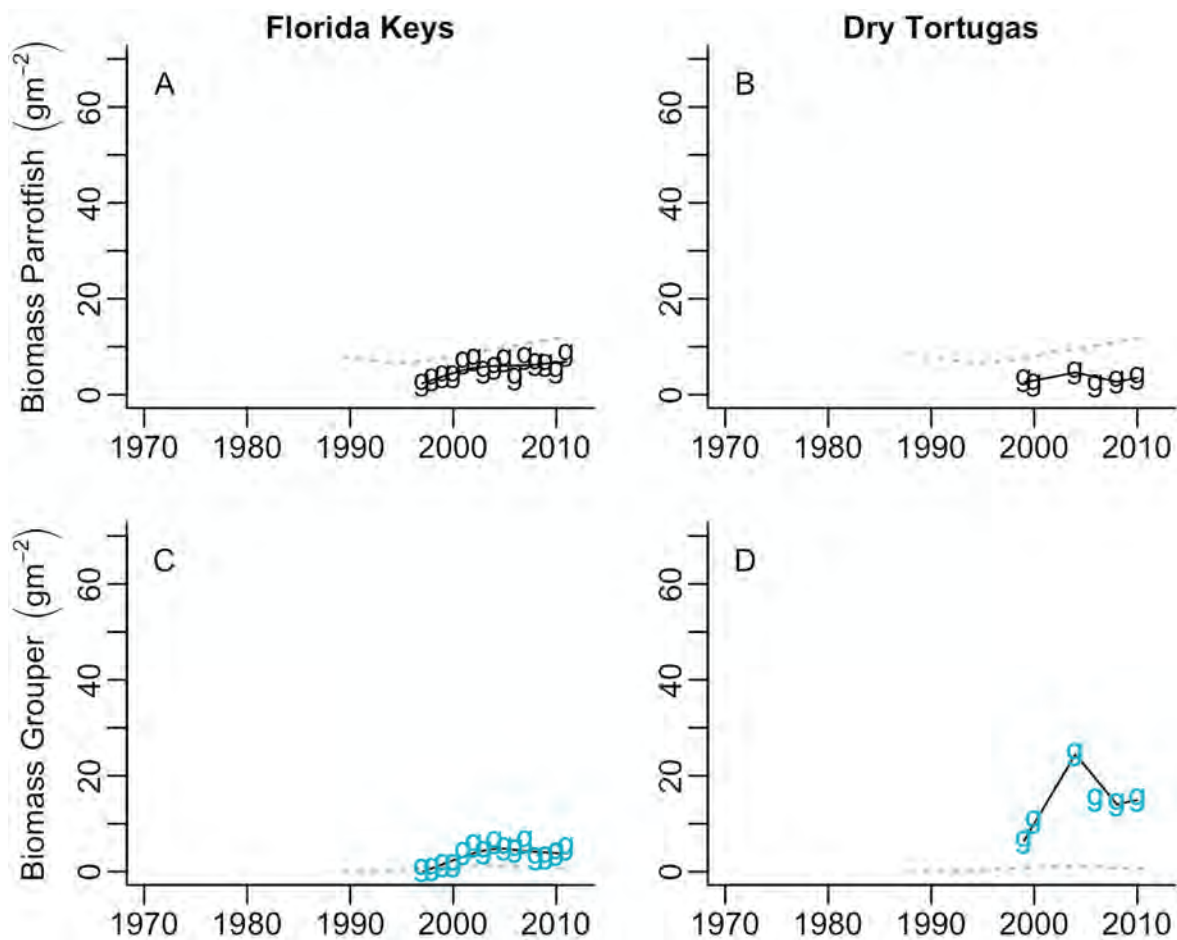 Florida Keys
Dry Tortugas
Biomass Parrotfish (gm⁻²)
A
0 20 40 60
1970 1980 1990 2000 2010
g g g g g g g g g g g g g g g
B
0 20 40 60
1970 1980 1990 2000 2010
g g g g g g
Biomass Grouper (gm⁻²)
C
0 20 40 60
1970 1980 1990 2000 2010
g g g g g g g g g g g g g g g
D
0 20 40 60
1970 1980 1990 2000 2010
g g g g g g